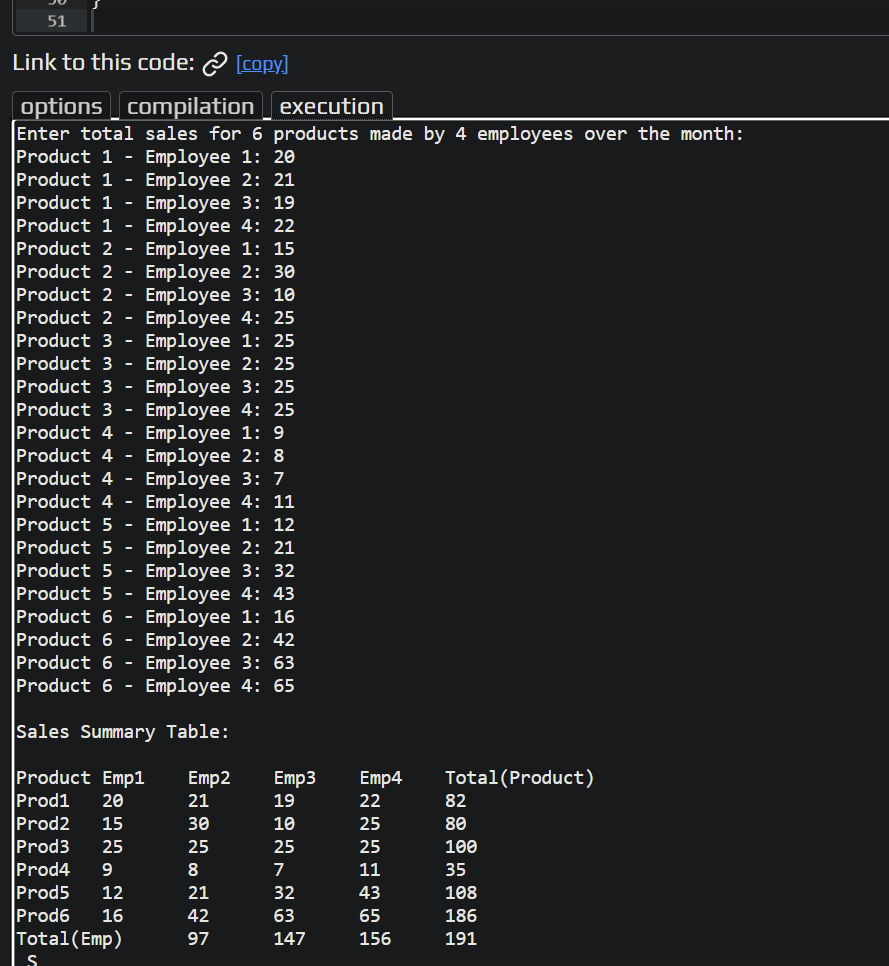 }
51
Link to this code: [copy]
options compilation execution
Enter total sales for 6 products made by 4 employees over the month:
Product 1 - Employee 1: 20
Product 1 - Employee 2: 21
Product 1 - Employee 3: 19
Product 1 - Employee 4: 22
Product 2 - Employee 1: 15
Product 2 - Employee 2: 30
Product 2 - Employee 3: 10
Product 2 - Employee 4: 25
Product 3 - Employee 1: 25
Product 3 - Employee 2: 25
Product 3 - Employee 3: 25
Product 3 - Employee 4: 25
Product 4 - Employee 1: 9
Product 4 - Employee 2: 8
Product 4 - Employee 3: 7
Product 4 - Employee 4: 11
Product 5 - Employee 1: 12
Product 5 - Employee 2: 21
Product 5 - Employee 3: 32
Product 5 - Employee 4: 43
Product 6 - Employee 1: 16
Product 6 - Employee 2: 42
Product 6 - Employee 3: 63
Product 6 - Employee 4: 65
Sales Summary Table:
Product Emp1 Emp2 Emp3 Emp4 Total(Product)
Prod1 20 21 19 22 82
Prod2 15 30 10 25 80
Prod3 25 25 25 25 100
Prod4 9 8 7 11 35
Prod5 12 21 32 43 108
Prod6 16 42 63 65 186
Total(Emp) 97 147 156 191
S